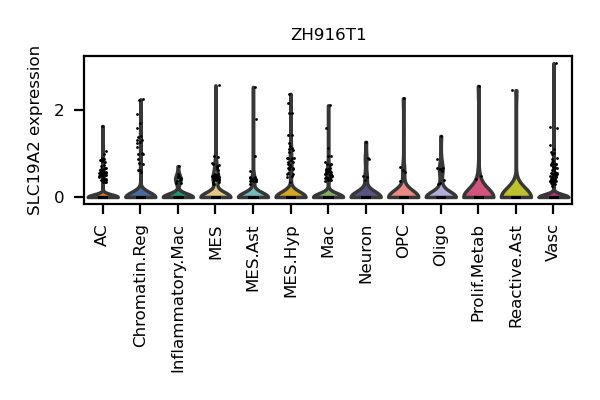 ZH916T1
SLC19A2 expression
2
0
AC
Chromatin.Reg
Inflammatory.Mac
MES
MES.Ast
MES.Hyp
Mac
Neuron
OPC
Oligo
Prolif.Metab
Reactive.Ast
Vasc